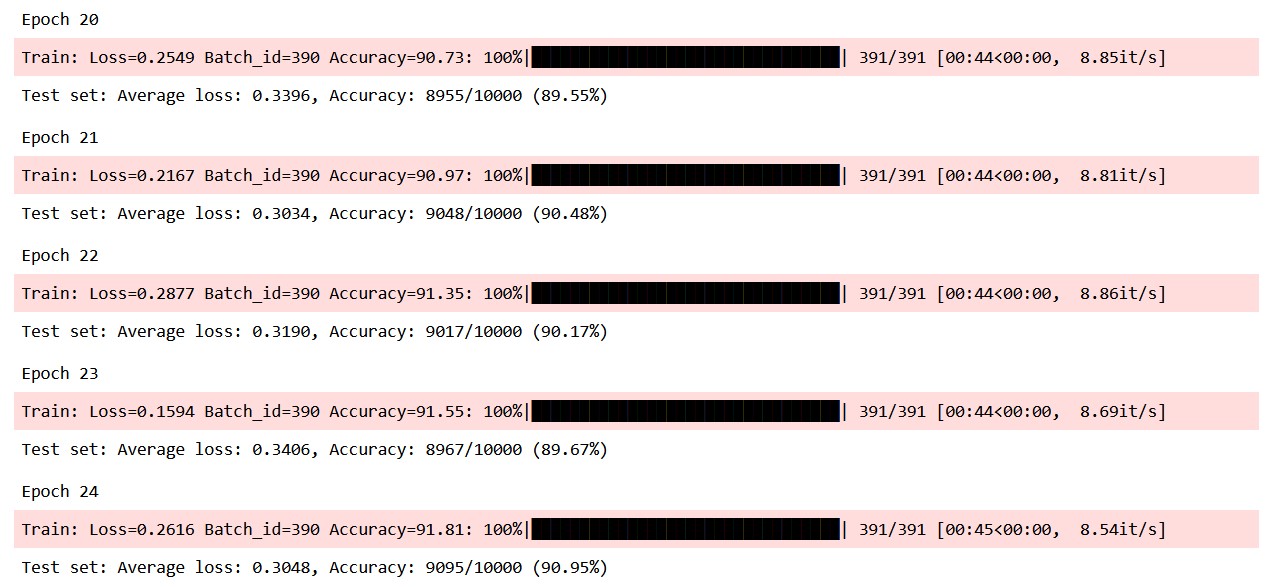 Epoch 20
Train: Loss=0.2549 Batch_id=390 Accuracy=90.73: 100%|██████████| 391/391 [00:44<00:00,  8.85it/s]
Test set: Average loss: 0.3396, Accuracy: 8955/10000 (89.55%)
Epoch 21
Train: Loss=0.2167 Batch_id=390 Accuracy=90.97: 100%|██████████| 391/391 [00:44<00:00,  8.81it/s]
Test set: Average loss: 0.3034, Accuracy: 9048/10000 (90.48%)
Epoch 22
Train: Loss=0.2877 Batch_id=390 Accuracy=91.35: 100%|██████████| 391/391 [00:44<00:00,  8.86it/s]
Test set: Average loss: 0.3190, Accuracy: 9017/10000 (90.17%)
Epoch 23
Train: Loss=0.1594 Batch_id=390 Accuracy=91.55: 100%|██████████| 391/391 [00:44<00:00,  8.69it/s]
Test set: Average loss: 0.3406, Accuracy: 8967/10000 (89.67%)
Epoch 24
Train: Loss=0.2616 Batch_id=390 Accuracy=91.81: 100%|██████████| 391/391 [00:45<00:00,  8.54it/s]
Test set: Average loss: 0.3048, Accuracy: 9095/10000 (90.95%)